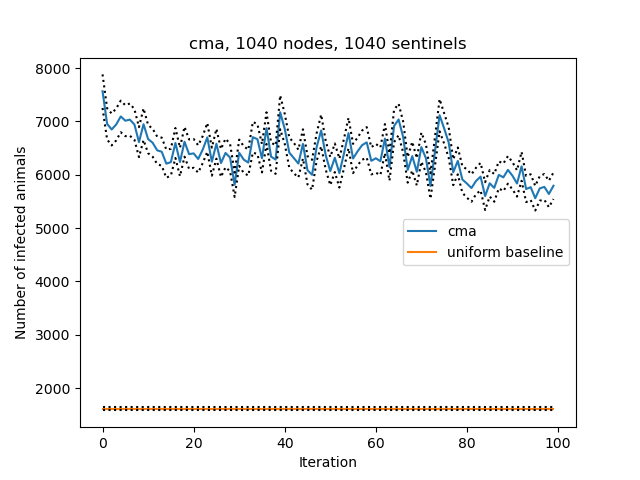 cma, 1040 nodes, 1040 sentinels
8000
7000
6000
5000
4000
3000
2000
Number of infected animals
cma
uniform baseline
0
20
40
60
80
100
Iteration